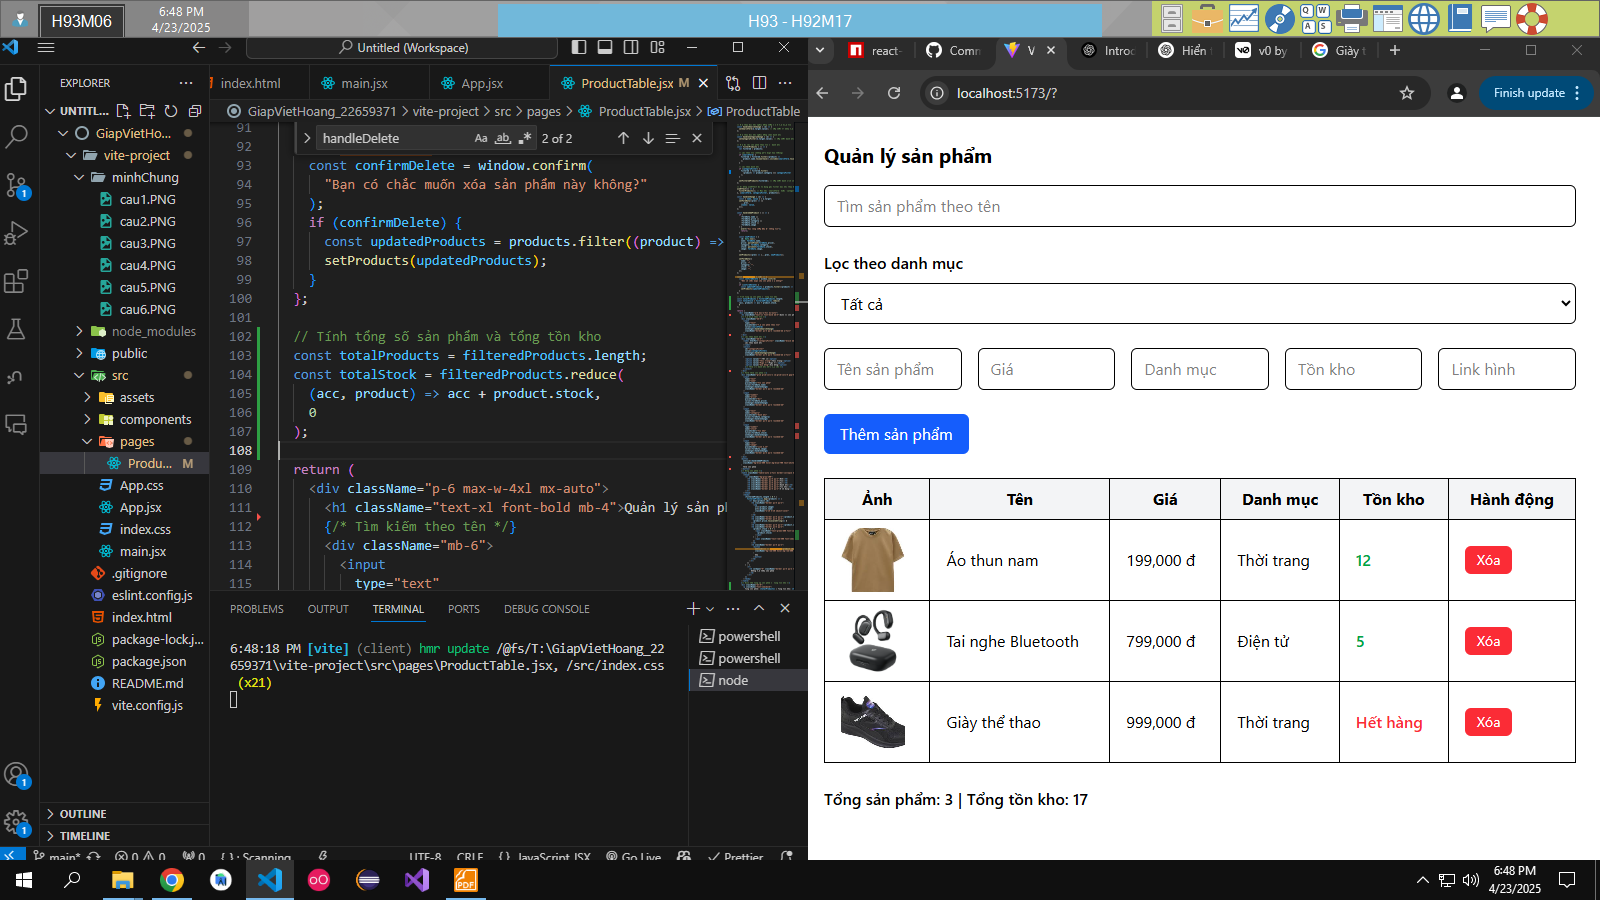 H93M06
6:48 PM
4/23/2025
H93 - H92M17
Untitled (Workspace)
EXPLORER
UNTITL...
GiapVietHo...
vite-project
minhChung
cau1.PNG
cau2.PNG
cau3.PNG
cau4.PNG
cau5.PNG
cau6.PNG
node_modules
public
src
assets
components
pages
Produ... M
App.css
App.jsx
index.css
main.jsx
.gitignore
eslint.config.js
index.html
package-lock.j...
package.json
README.md
vite.config.js
OUTLINE
TIMELINE
index.html
main.jsx
App.jsx
ProductTable.jsx M
GiapVietHoang_22659371 > vite-project > src > pages > ProductTable.jsx > ProductTable
handleDelete
2 of 2
91
92
93 const confirmDelete = window.confirm(
94 "Bạn có chắc muốn xóa sản phẩm này không?"
95 );
96 if (confirmDelete) {
97 const updatedProducts = products.filter((product) =>
98 setProducts(updatedProducts);
99 }
100 };
101
102 // Tính tổng số sản phẩm và tổng tồn kho
103 const totalProducts = filteredProducts.length;
104 const totalStock = filteredProducts.reduce(
105 (acc, product) => acc + product.stock,
106 0
107 );
108
109 return (
110 <div className="p-6 max-w-4xl mx-auto">
111 <h1 className="text-xl font-bold mb-4">Quản lý sản p
112 {/* Tìm kiếm theo tên */}
113 <div className="mb-6">
114 <input
115 type="text"
PROBLEMS OUTPUT TERMINAL PORTS DEBUG CONSOLE
6:48:18 PM [vite] (client) hmr update /@fs/T:\GiapVietHoang_22
659371\vite-project\src\pages\ProductTable.jsx, /src/index.css
(x21)
powershell
powershell
node
main* 0 0 0 Scanning UTF-8 CRLF JavaScript JSX Go Live Prettier
react-
Comm
V
Introc
Hiển
v0 by
Giày t
localhost:5173/?
Finish update
Quản lý sản phẩm
Tìm sản phẩm theo tên
Lọc theo danh mục
Tất cả
Tên sản phẩm
Giá
Danh mục
Tồn kho
Link hình
Thêm sản phẩm
Ảnh Tên Giá Danh mục Tồn kho Hành động
Áo thun nam 199,000 đ Thời trang 12 Xóa
Tai nghe Bluetooth 799,000 đ Điện tử 5 Xóa
Giày thể thao 999,000 đ Thời trang Hết hàng Xóa
Tổng sản phẩm: 3 | Tổng tồn kho: 17
6:48 PM
4/23/2025